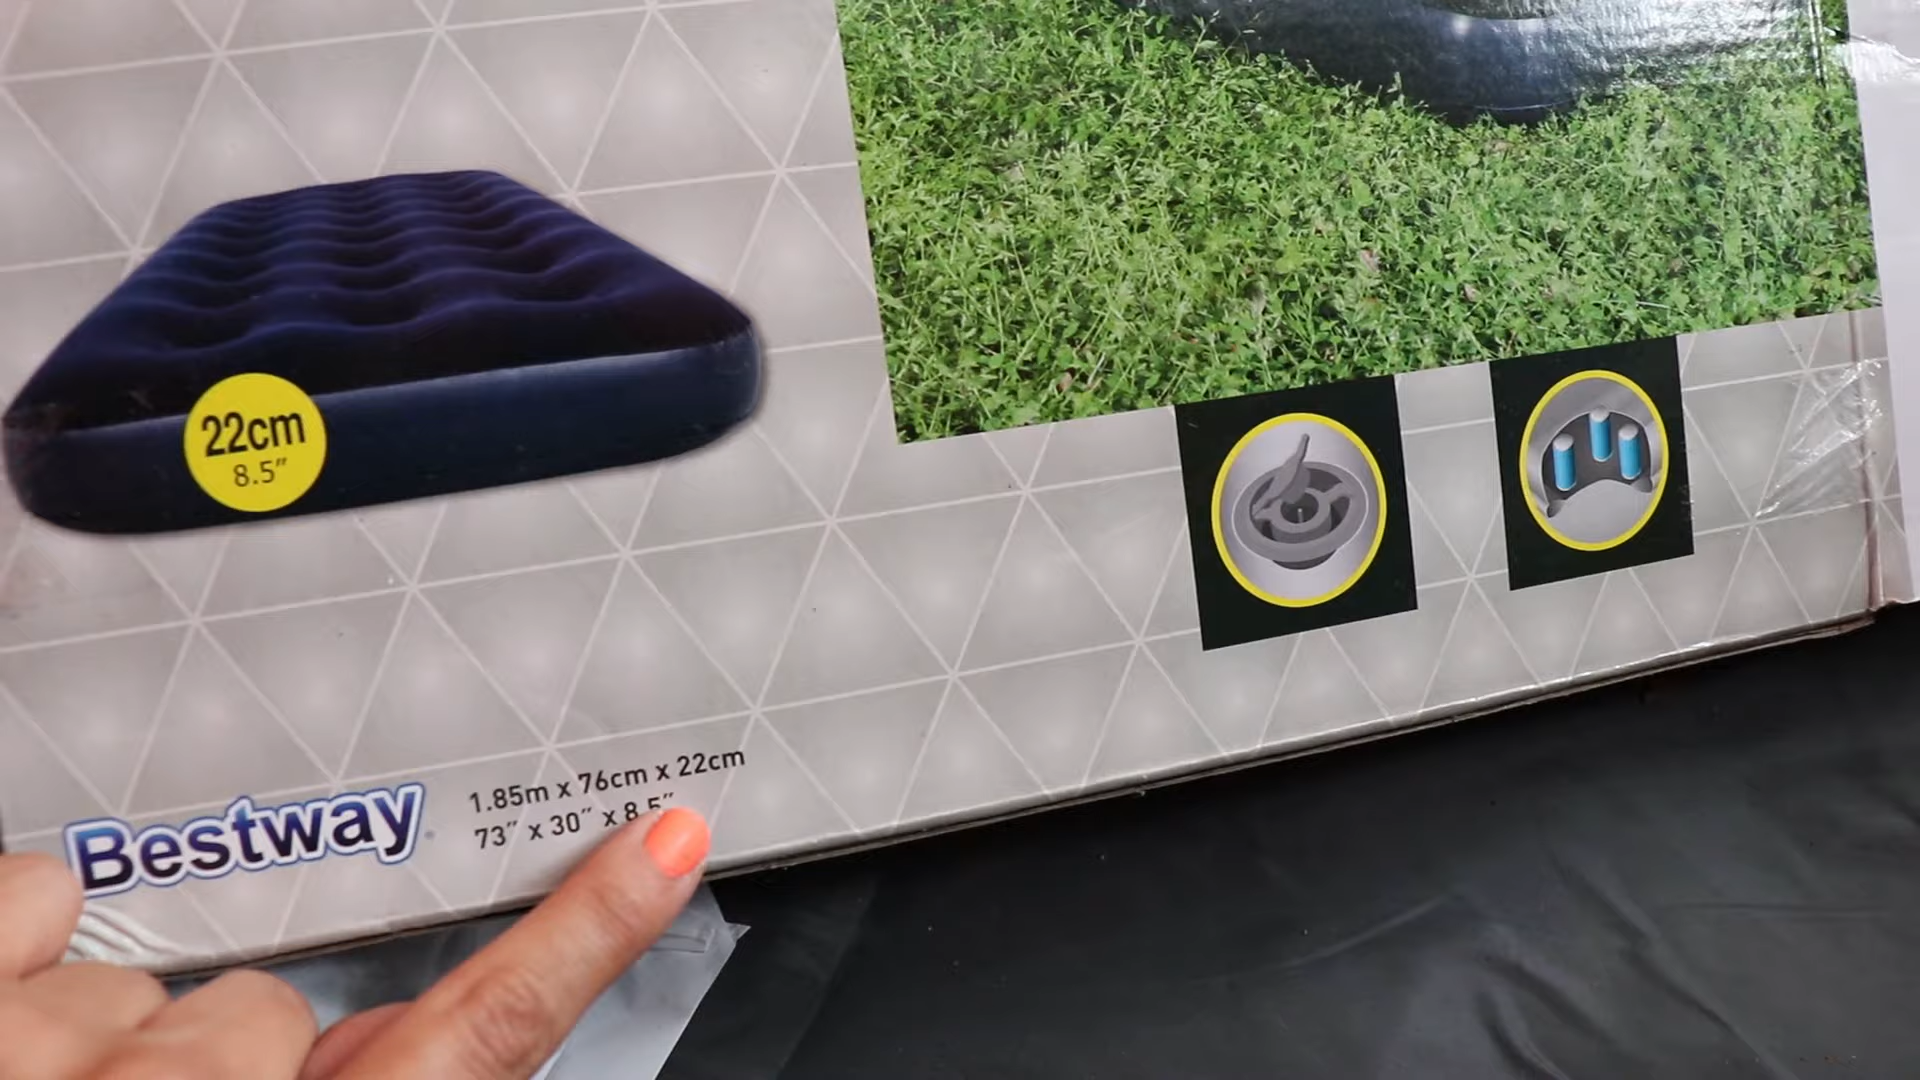 22cm
8.5"
Bestway
1.85m x 76cm x 22cm
73" x 30" x 8.5"